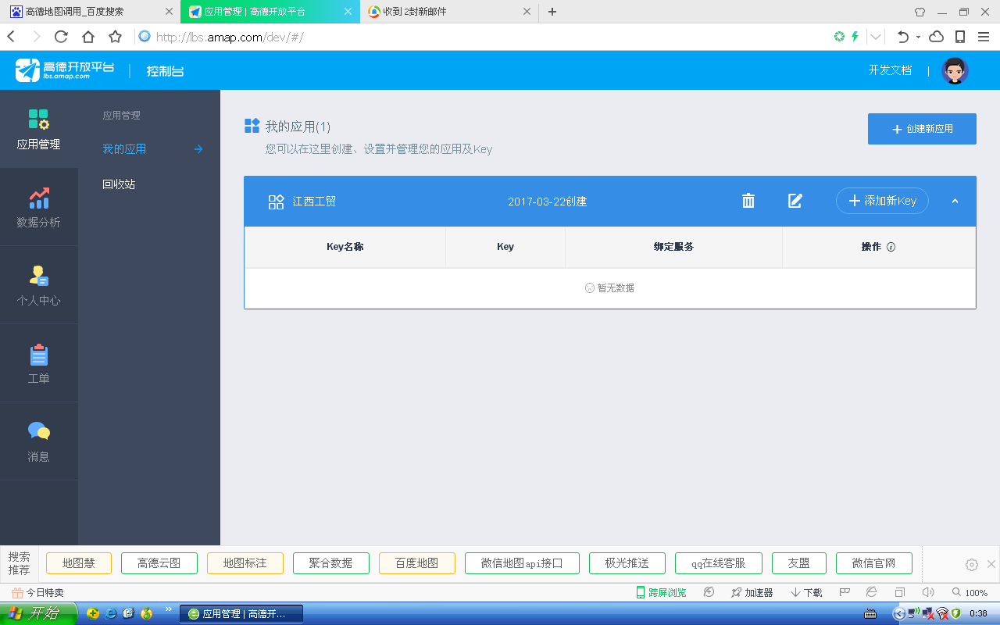 高德地图调用_百度搜索
应用管理 | 高德开放平台
收到 2封新邮件
http://lbs.amap.com/dev/#/
高德开放平台
lbs.amap.com
控制台
开发文档
应用管理
数据分析
个人中心
工单
消息
应用管理
我的应用
回收站
我的应用(1)
您可以在这里创建、设置并管理您的应用及Key
创建新应用
江西工贸
2017-03-22创建
添加新Key
Key名称
Key
绑定服务
操作
暂无数据
搜索
推荐
地图慧
高德云图
地图标注
聚合数据
百度地图
微信地图api接口
极光推送
qq在线客服
友盟
微信官网
今日特卖
跨屏浏览
加速器
下载
100%
开始
应用管理 | 高德开...
0:38